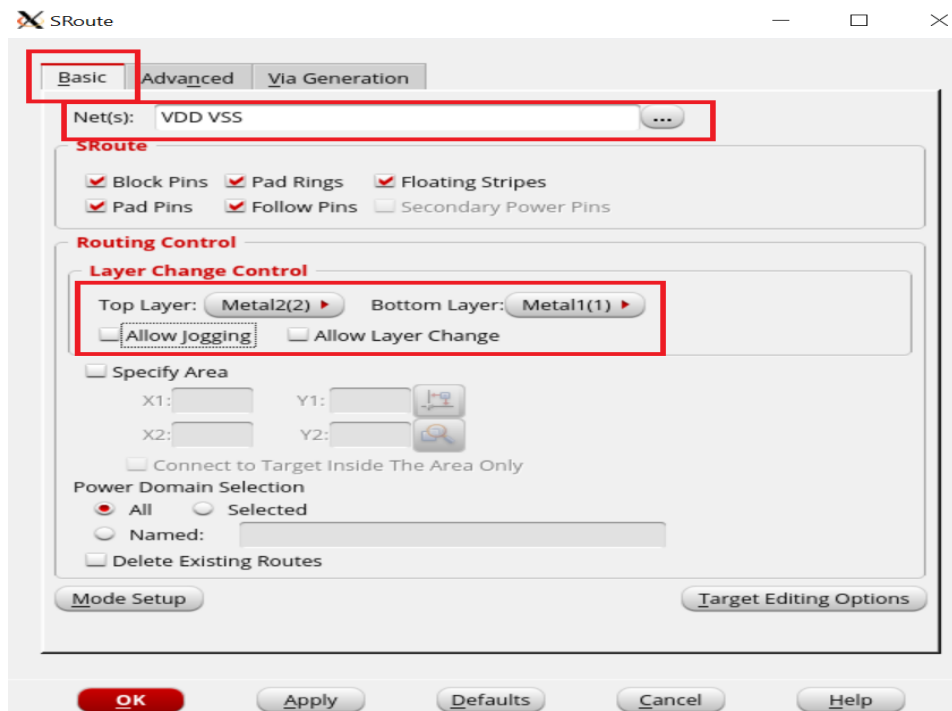 SRoute
Basic Advanced Via Generation
Net(s): VDD VSS ...
SRoute
Block Pins Pad Rings Floating Stripes
Pad Pins Follow Pins Secondary Power Pins
Routing Control
Layer Change Control
Top Layer: Metal2(2) Bottom Layer: Metal1(1)
Allow Jogging Allow Layer Change
Specify Area
X1: Y1:
X2: Y2:
Connect to Target Inside The Area Only
Power Domain Selection
All Selected
Named:
Delete Existing Routes
Mode Setup Target Editing Options
OK Apply Defaults Cancel Help